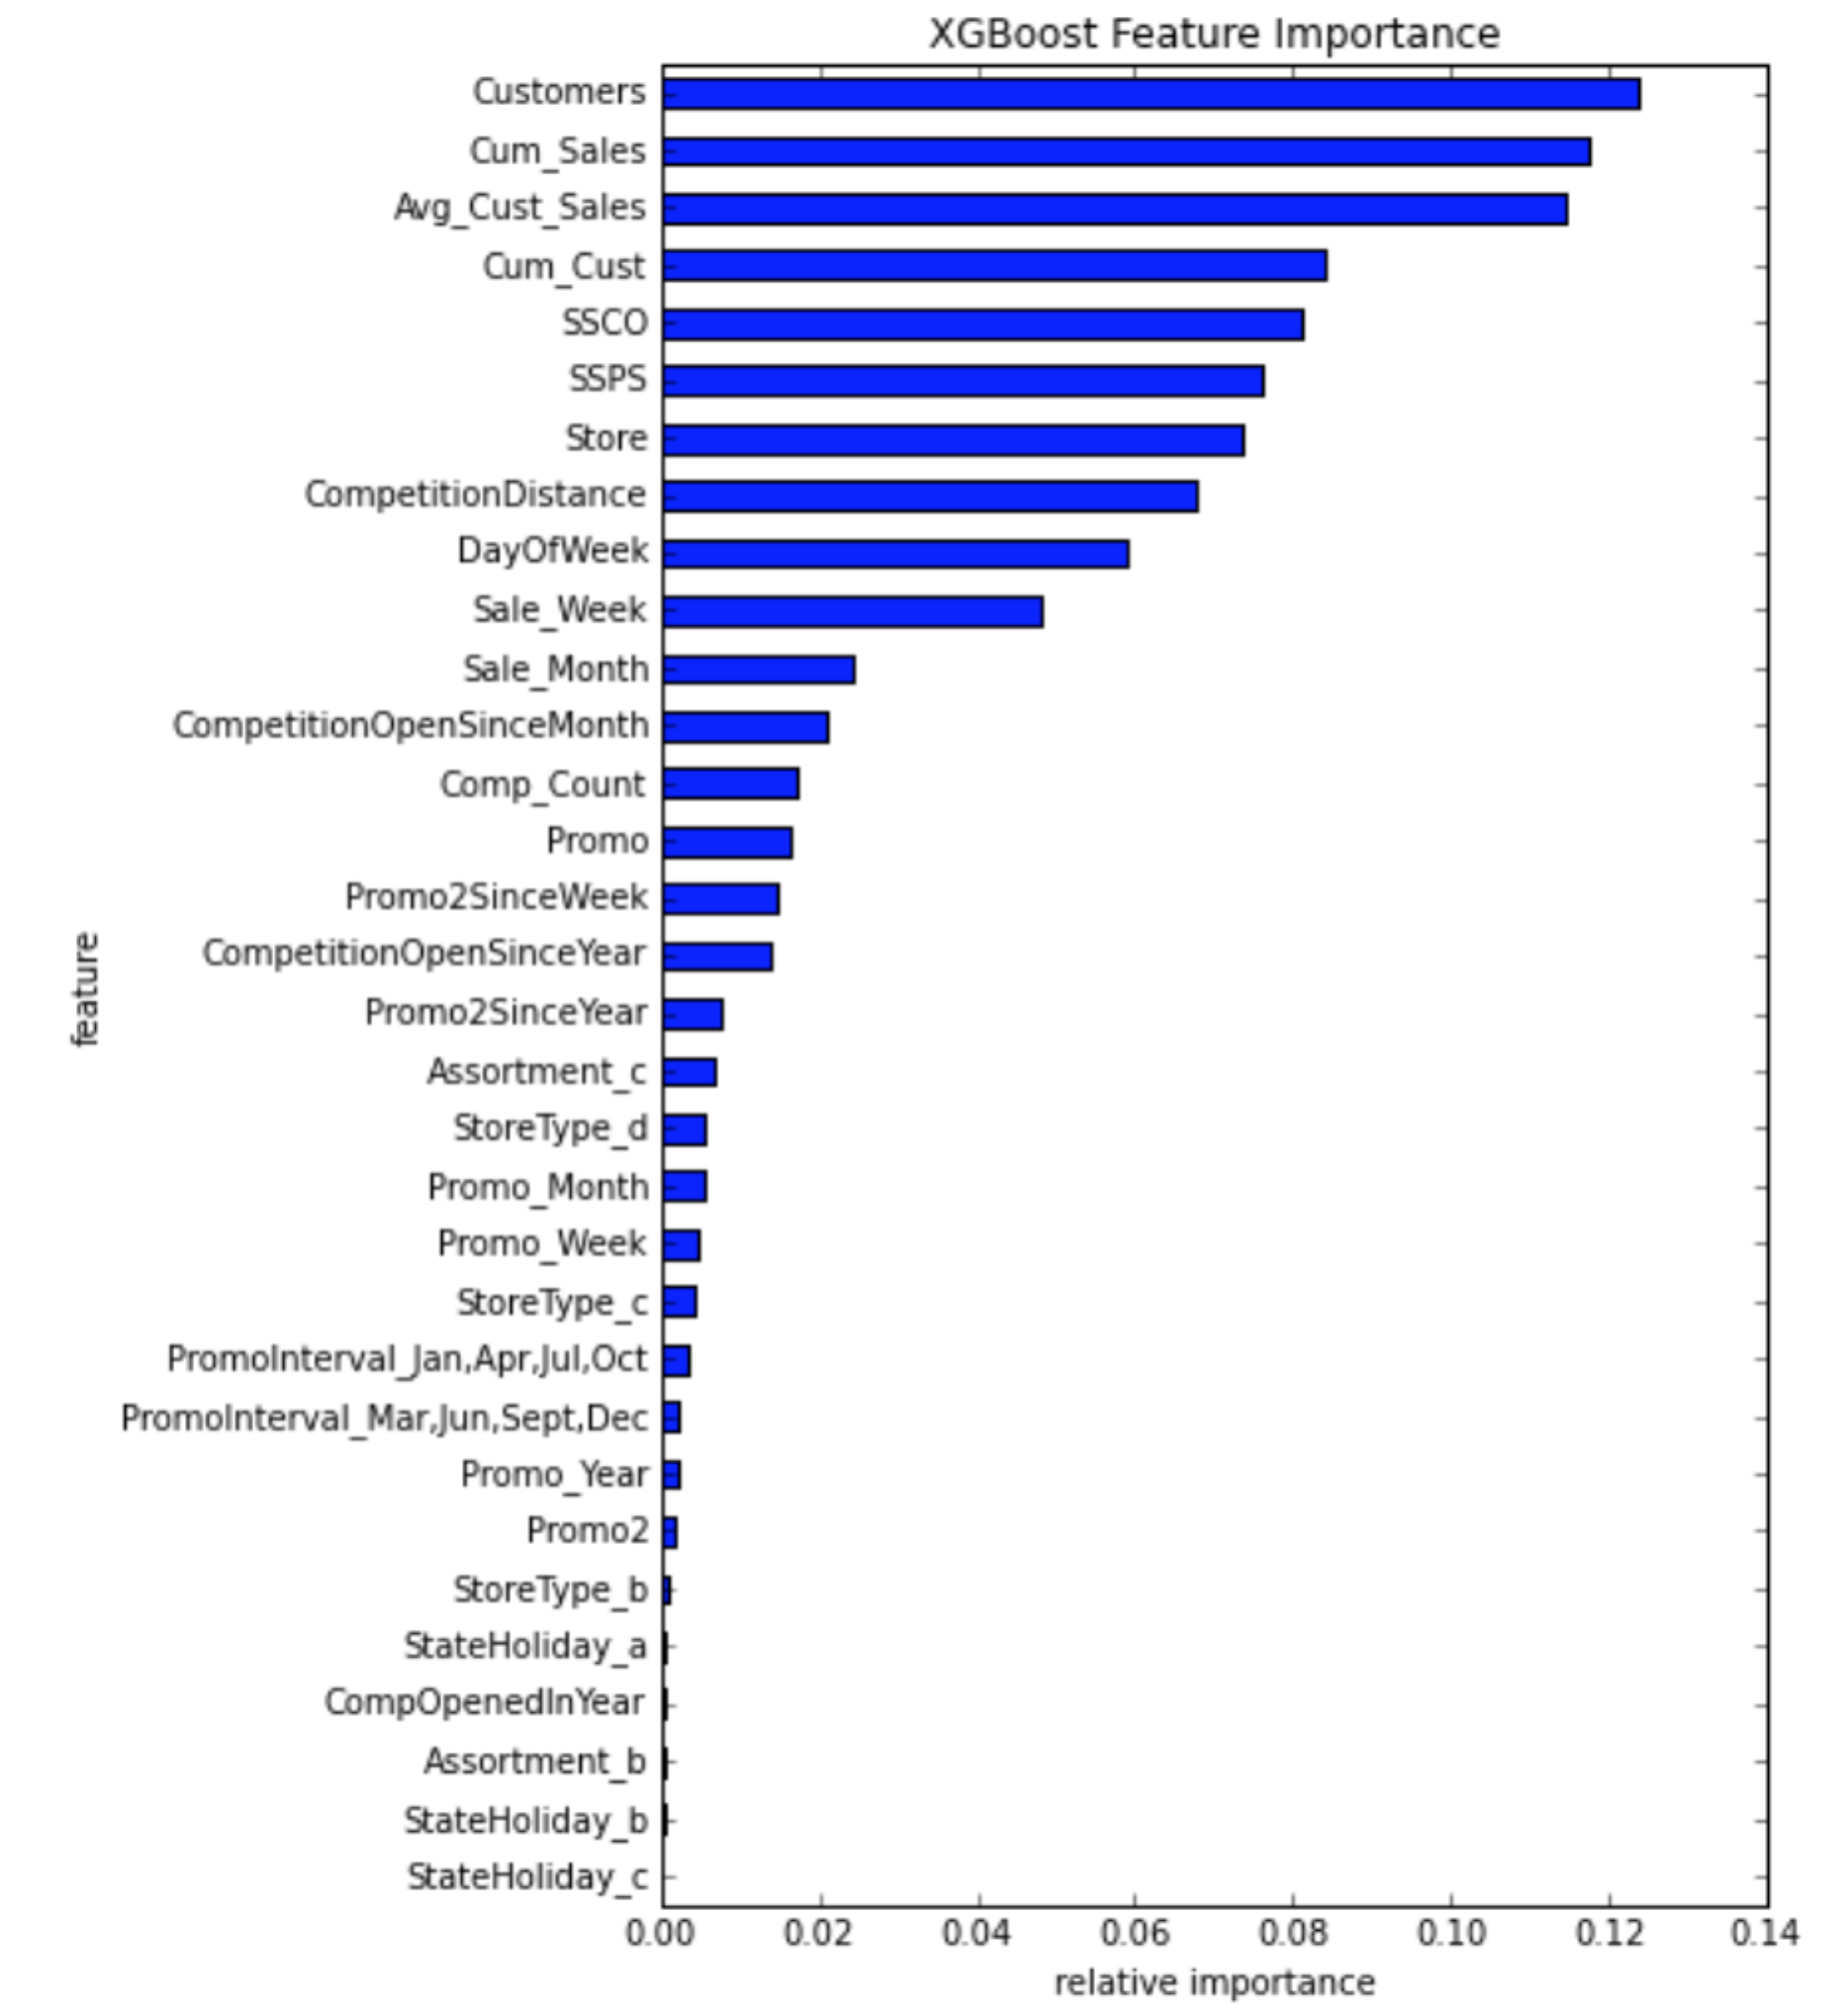 XGBoost Feature Importance
Customers
Cum_Sales
Avg_Cust_Sales
Cum_Cust
SSCO
SSPS
Store
CompetitionDistance
DayOfWeek
Sale_Week
Sale_Month
CompetitionOpenSinceMonth
Comp_Count
Promo
Promo2SinceWeek
CompetitionOpenSinceYear
Promo2SinceYear
Assortment_c
StoreType_d
Promo_Month
Promo_Week
StoreType_c
PromoInterval_Jan,Apr,Jul,Oct
PromoInterval_Mar,Jun,Sept,Dec
Promo_Year
Promo2
StoreType_b
StateHoliday_a
CompOpenedInYear
Assortment_b
StateHoliday_b
StateHoliday_c
feature
0.00 0.02 0.04 0.06 0.08 0.10 0.12 0.14
relative importance